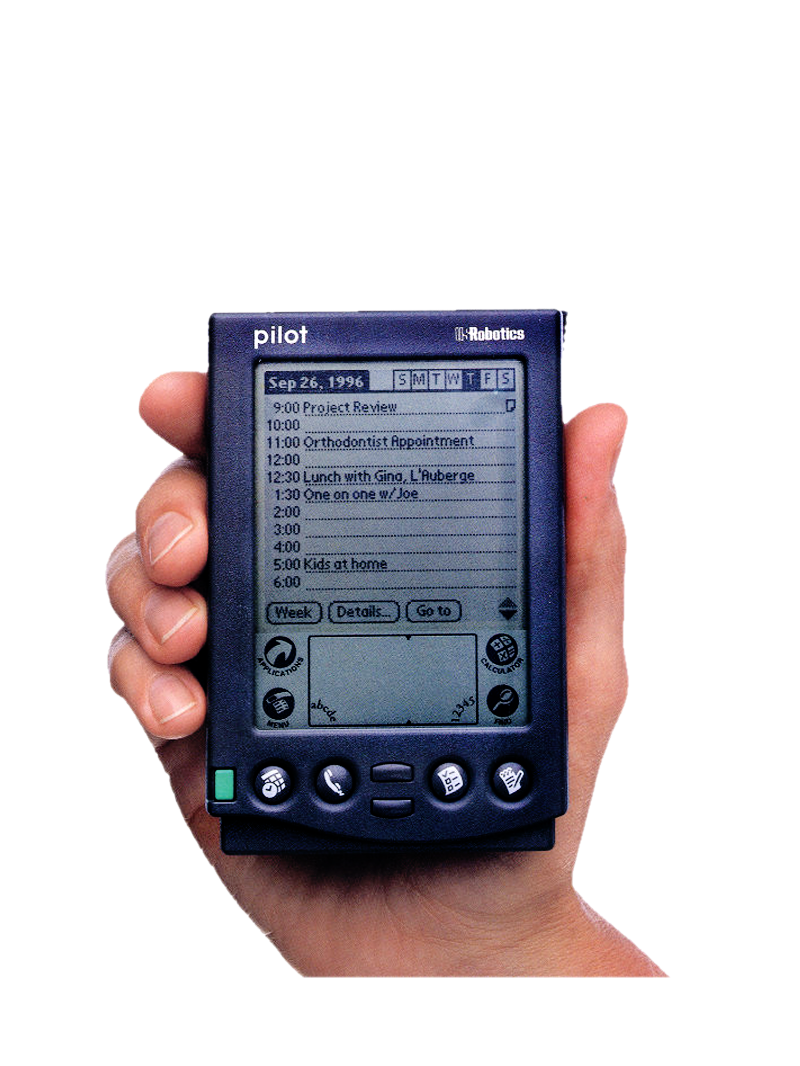 pilot
U.S.Robotics
Sep 26, 1996 S M T W T F S
9:00 Project Review
10:00
11:00 Orthodontist Appointment
12:00
12:30 Lunch with Gina, L'Auberge
1:30 One on one w/Joe
2:00
3:00
4:00
5:00 Kids at home
6:00
Week Details... Go to
APPLICATIONS
CALCULATOR
MENU
abcde
12345
FIND